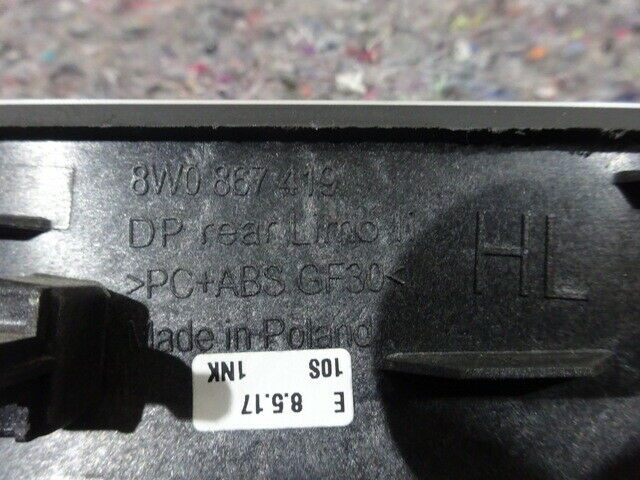 8W0 867 419
DP rear Limo
HL
>PC+ABS GF30<
Made in Poland
E 8.5.17 1NK
10S